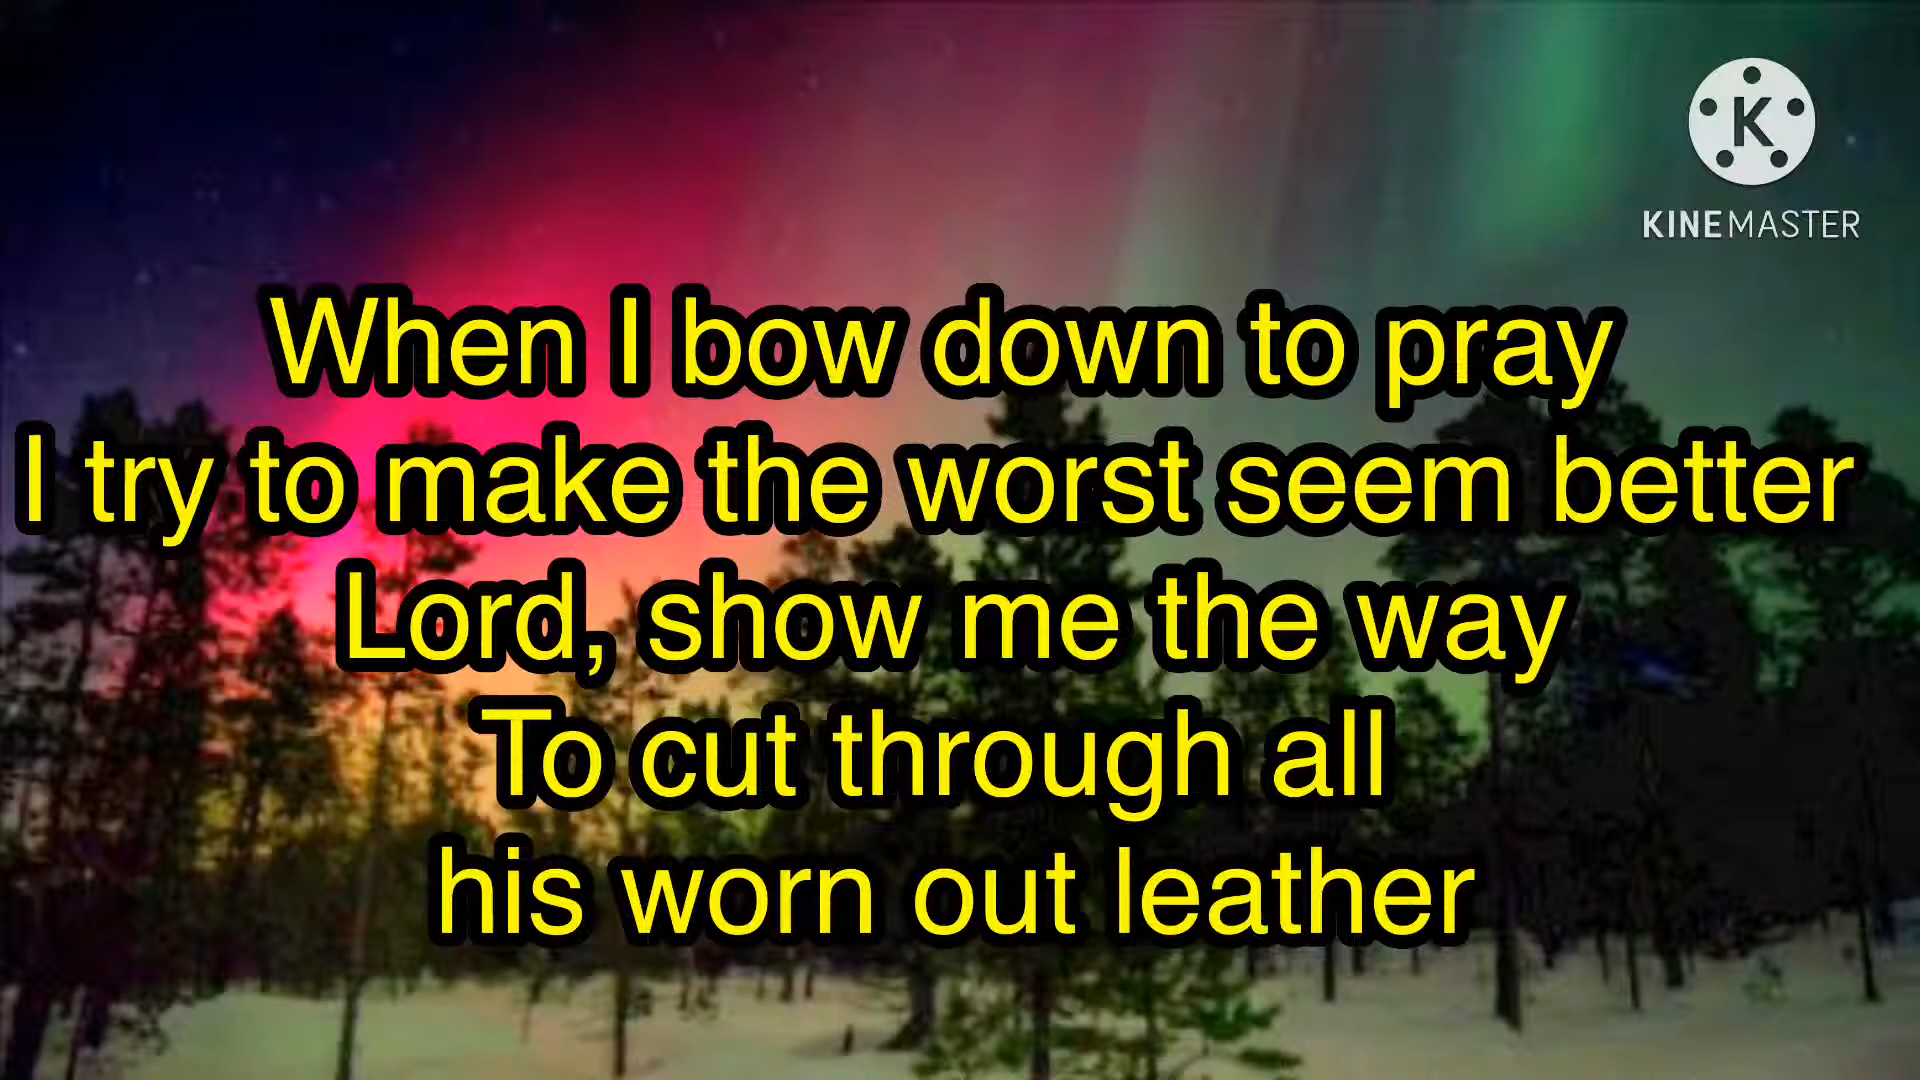 K
KINEMASTER
When I bow down to pray
I try to make the worst seem better
Lord, show me the way
To cut through all
his worn out leather